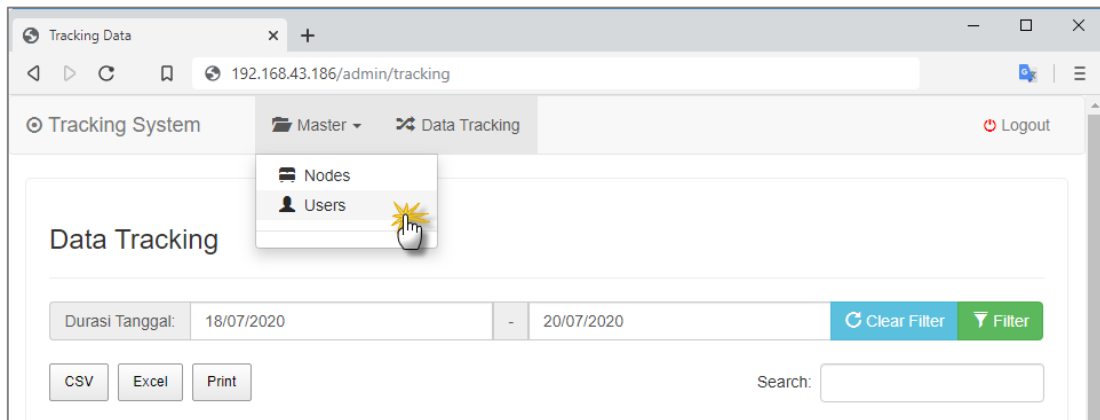 Tracking Data
192.168.43.186/admin/tracking
Tracking System Master Data Tracking Logout
Nodes
Users
Data Tracking
Durasi Tanggal: 18/07/2020 - 20/07/2020 Clear Filter Filter
CSV Excel Print Search: